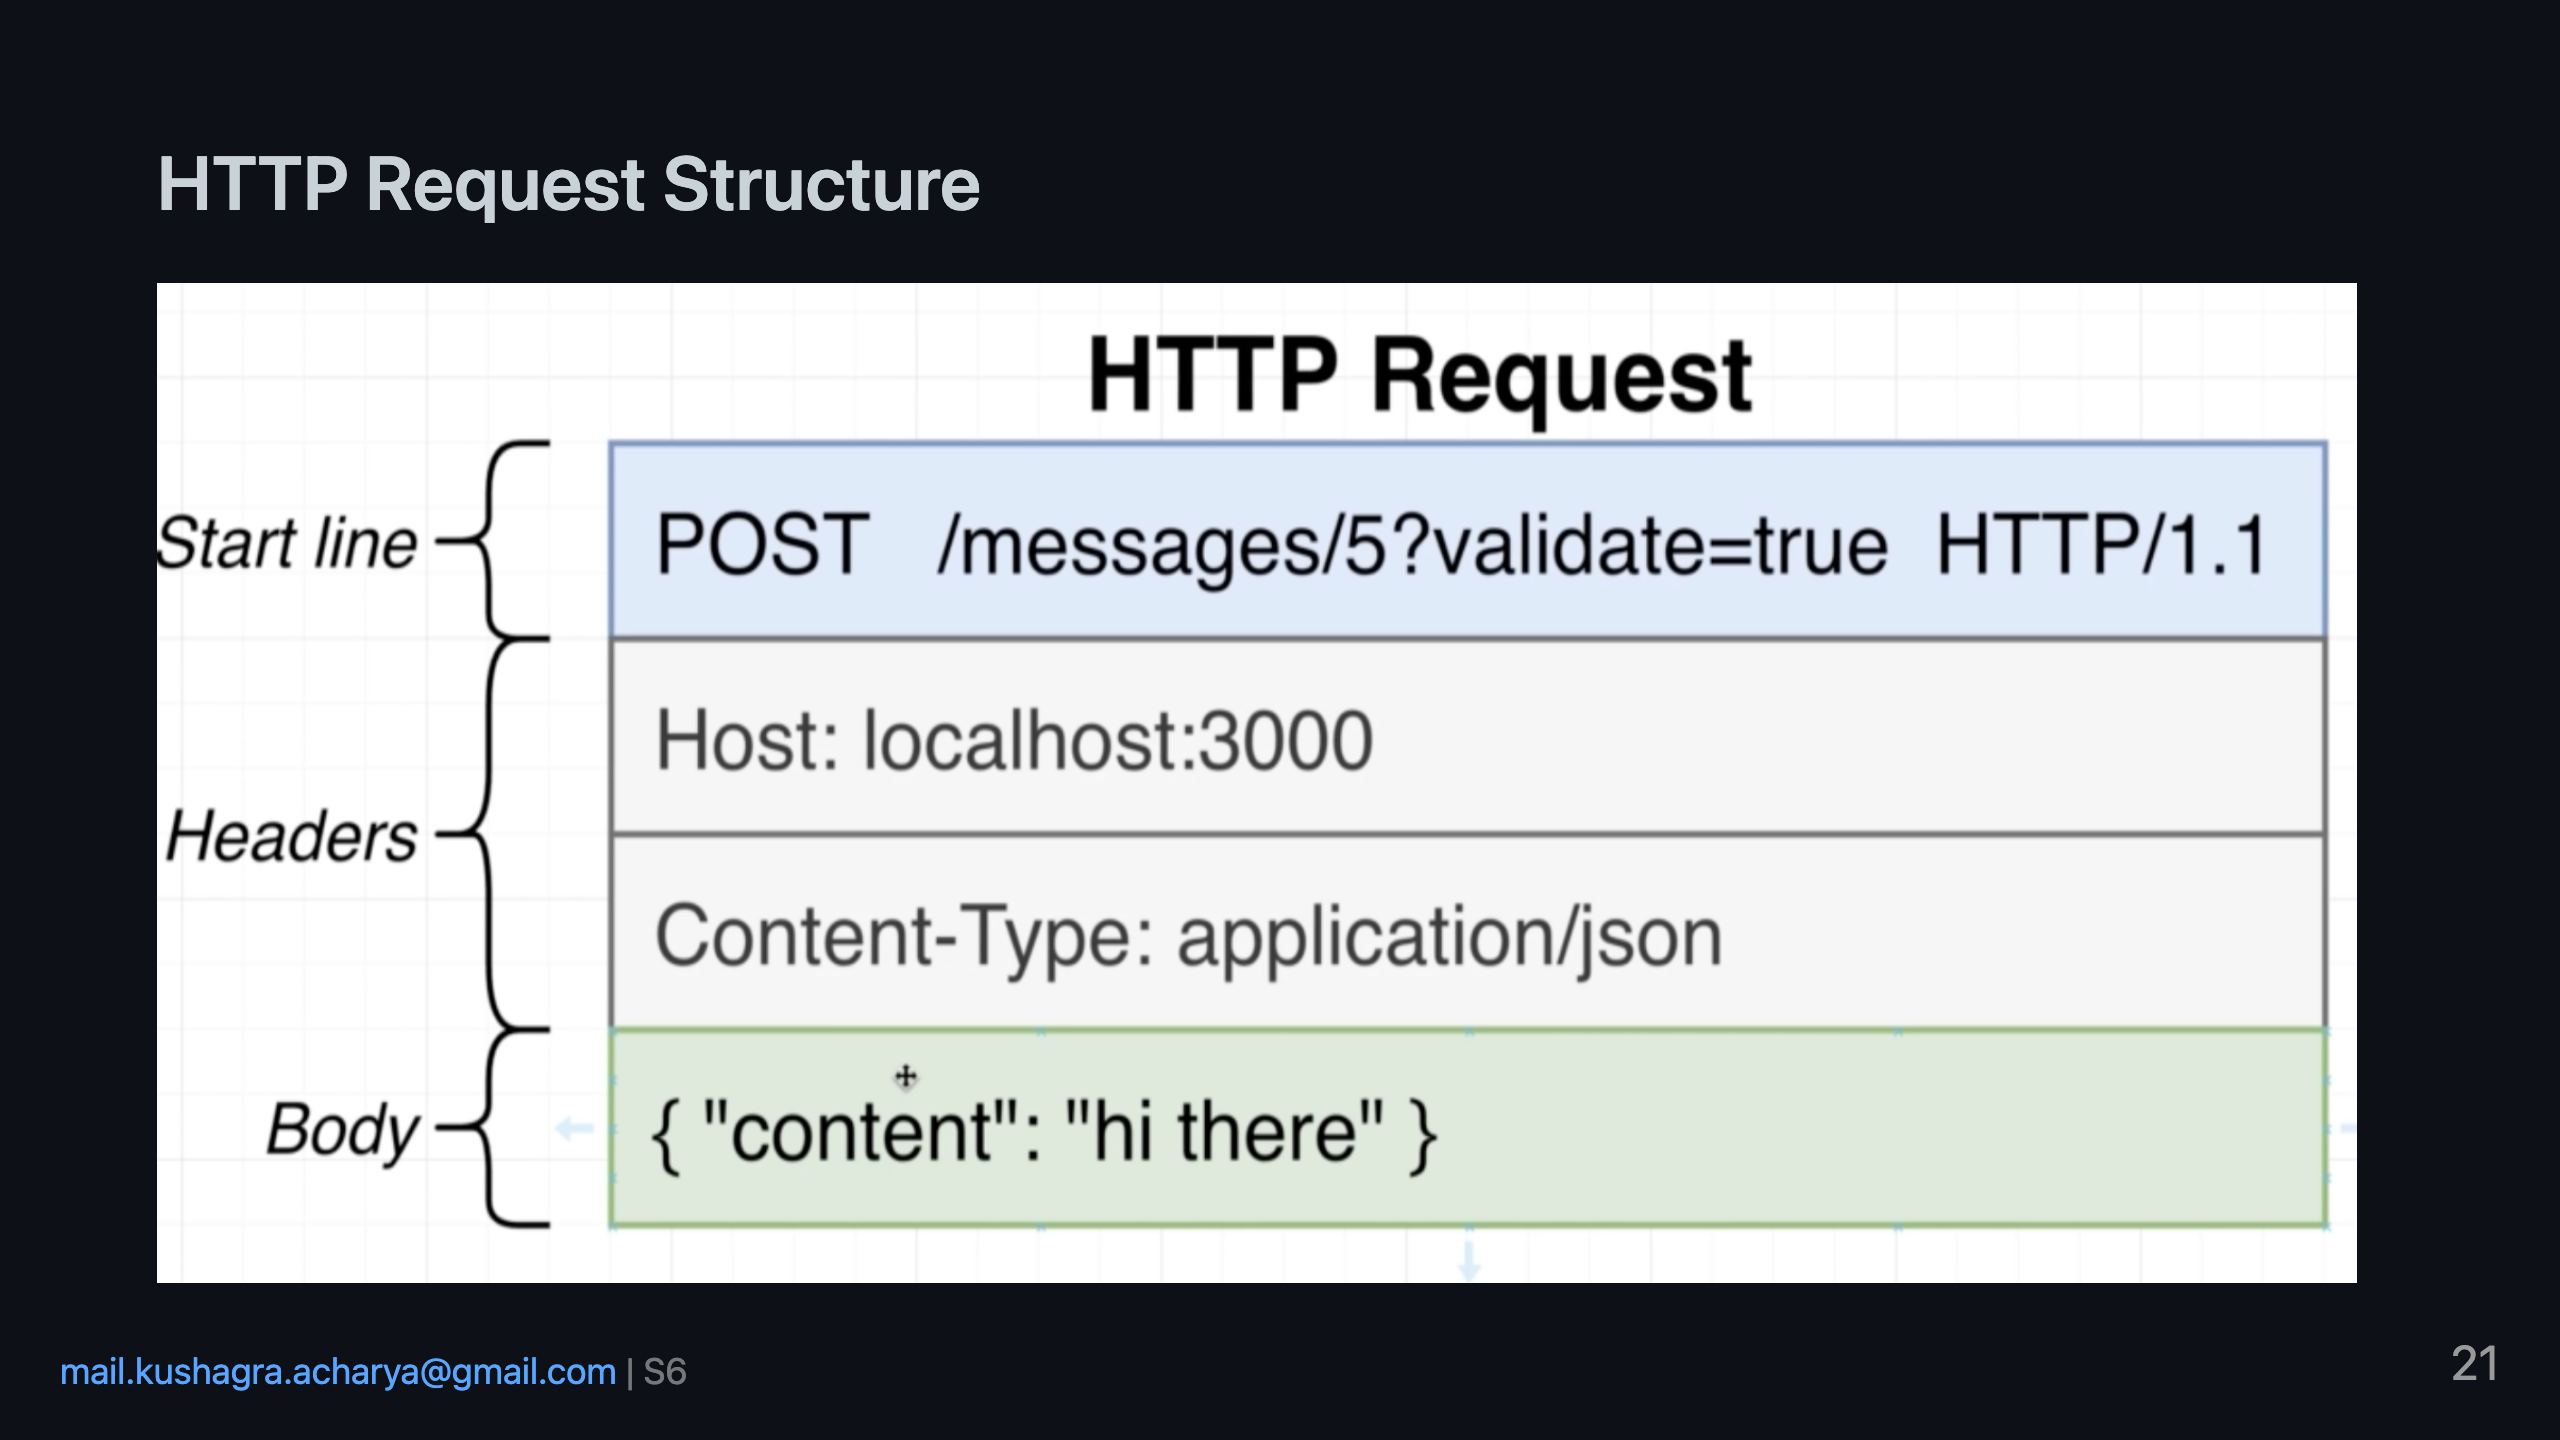 HTTP Request Structure
HTTP Request
Start line
POST /messages/5?validate=true HTTP/1.1
Headers
Host: localhost:3000
Content-Type: application/json
Body
{ "content": "hi there" }
mail.kushagra.acharya@gmail.com | S6
21